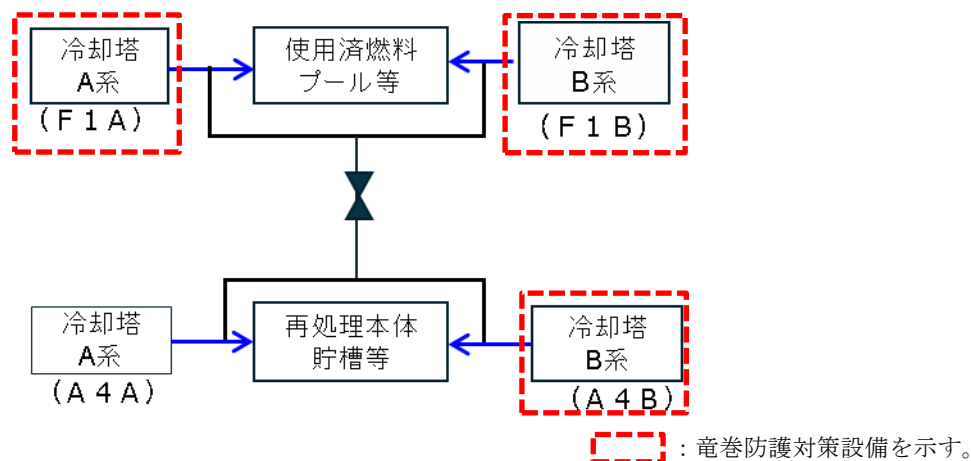 冷却塔
A系
(F1A)
使用済燃料
プール等
冷却塔
B系
(F1B)
冷却塔
A系
(A4A)
再処理本体
貯槽等
冷却塔
B系
(A4B)
：竜巻防護対策設備を示す。